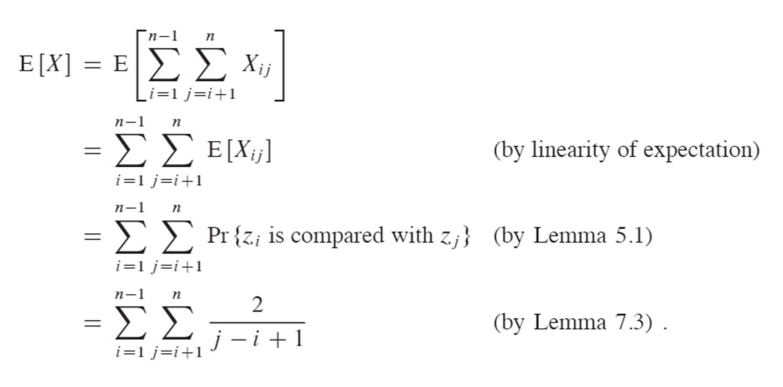 E[X] = E[∑_{i=1}^{n−1} ∑_{j=i+1}^{n} X_{ij}]
= ∑_{i=1}^{n−1} ∑_{j=i+1}^{n} E[X_{ij}] (by linearity of expectation)
= ∑_{i=1}^{n−1} ∑_{j=i+1}^{n} Pr{z_i is compared with z_j} (by Lemma 5.1)
= ∑_{i=1}^{n−1} ∑_{j=i+1}^{n} 2/(j − i + 1) (by Lemma 7.3) .